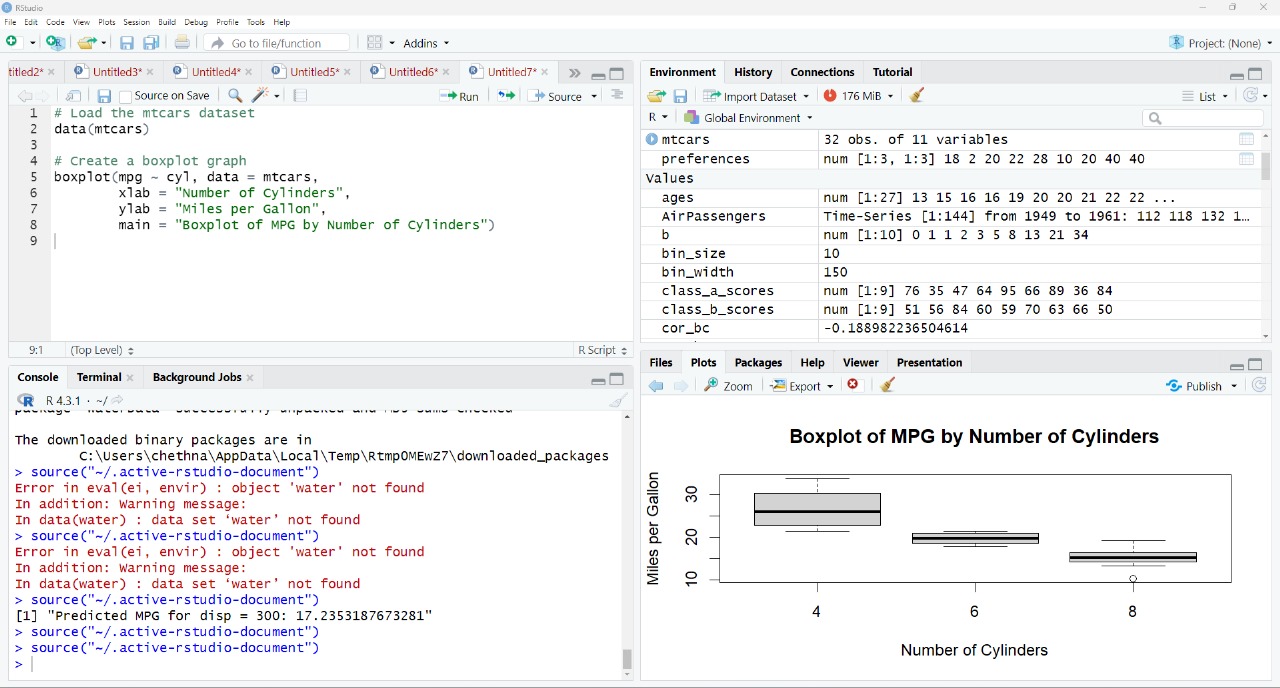 RStudio
File Edit Code View Plots Session Build Debug Profile Tools Help
Go to file/function Addins Project: (None)
titled2* Untitled3* Untitled4* Untitled5* Untitled6* Untitled7*
Source on Save Run Source
1 # Load the mtcars dataset
2 data(mtcars)
3
4 # Create a boxplot graph
5 boxplot(mpg ~ cyl, data = mtcars,
6 xlab = "Number of Cylinders",
7 ylab = "Miles per Gallon",
8 main = "Boxplot of MPG by Number of Cylinders")
9
9:1 (Top Level) R Script
Console Terminal Background Jobs
R 4.3.1 · ~/
The downloaded binary packages are in
C:\Users\chethna\AppData\Local\Temp\RtmpOMEwZ7\downloaded_packages
> source("~/.active-rstudio-document")
Error in eval(ei, envir) : object 'water' not found
In addition: Warning message:
In data(water) : data set ‘water’ not found
> source("~/.active-rstudio-document")
Error in eval(ei, envir) : object 'water' not found
In addition: Warning message:
In data(water) : data set ‘water’ not found
> source("~/.active-rstudio-document")
[1] "Predicted MPG for disp = 300: 17.2353187673281"
> source("~/.active-rstudio-document")
> source("~/.active-rstudio-document")
>
Environment History Connections Tutorial
Import Dataset 176 MiB List
R Global Environment
mtcars 32 obs. of 11 variables
preferences num [1:3, 1:3] 18 2 20 22 28 10 20 40 40
Values
ages num [1:27] 13 15 16 16 19 20 20 21 22 22 ...
AirPassengers Time-Series [1:144] from 1949 to 1961: 112 118 132 1…
b num [1:10] 0 1 1 2 3 5 8 13 21 34
bin_size 10
bin_width 150
class_a_scores num [1:9] 76 35 47 64 95 66 89 36 84
class_b_scores num [1:9] 51 56 84 60 59 70 63 66 50
cor_bc -0.188982236504614
Files Plots Packages Help Viewer Presentation
Zoom Export Publish
Boxplot of MPG by Number of Cylinders
Miles per Gallon
30
20
10
4 6 8
Number of Cylinders